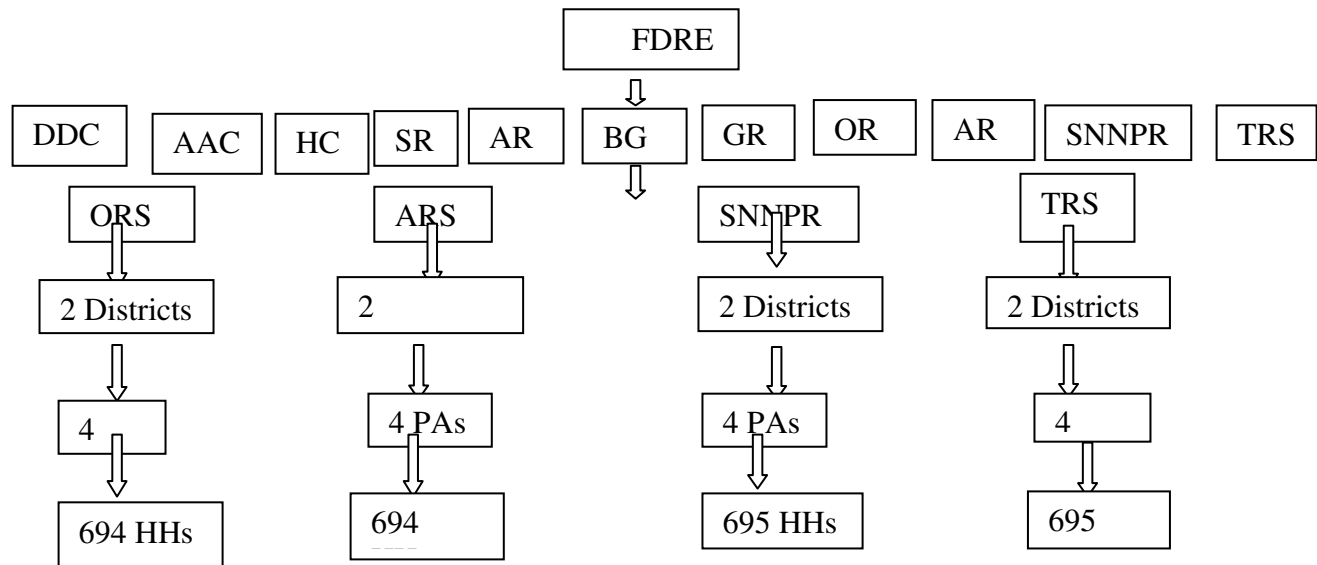 FDRE
DDC AAC HC SR AR BG GR OR AR SNNPR TRS
ORS ARS SNNPR TRS
2 Districts 2 2 Districts 2 Districts
4 4 PAs 4 PAs 4
694 HHs 694 695 HHs 695